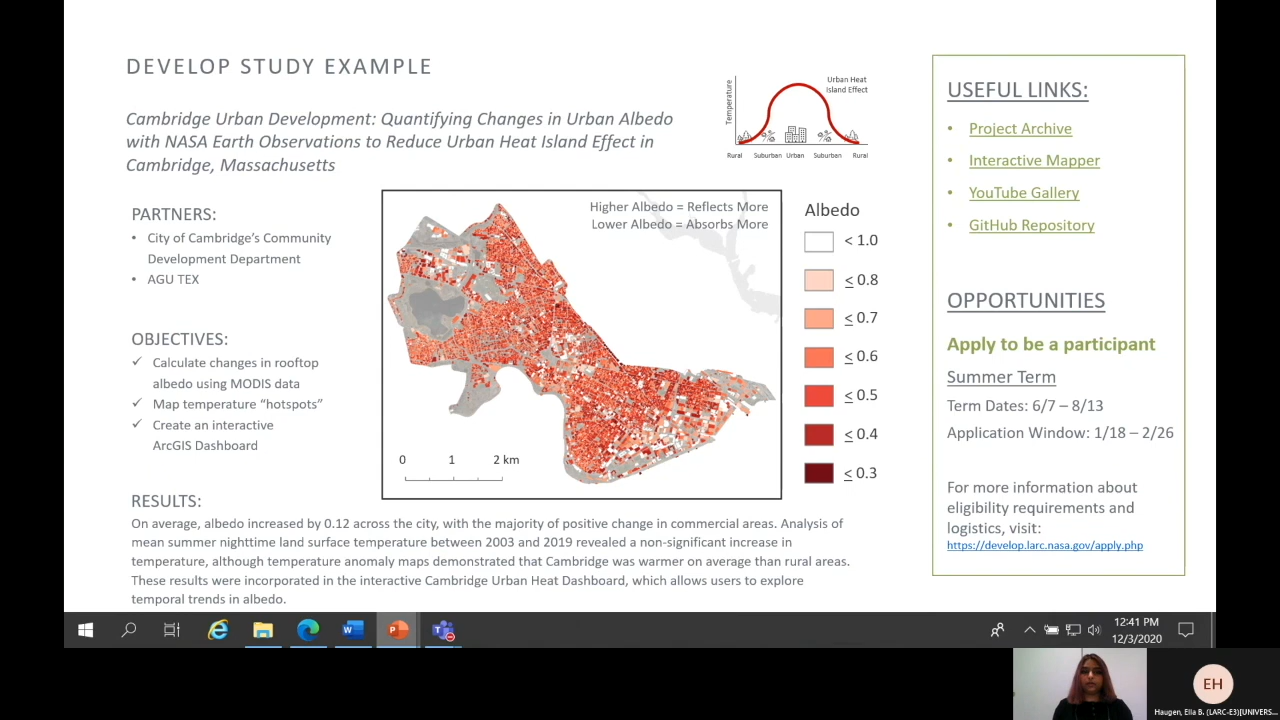 DEVELOP STUDY EXAMPLE
Cambridge Urban Development: Quantifying Changes in Urban Albedo
with NASA Earth Observations to Reduce Urban Heat Island Effect in
Cambridge, Massachusetts
Temperature
Urban Heat
Island Effect
Rural Suburban Urban Suburban Rural
PARTNERS:
• City of Cambridge's Community
Development Department
• AGU TEX
OBJECTIVES:
✓ Calculate changes in rooftop
albedo using MODIS data
✓ Map temperature “hotspots”
✓ Create an interactive
ArcGIS Dashboard
Higher Albedo = Reflects More
Lower Albedo = Absorbs More
0 1 2 km
Albedo
< 1.0
≤ 0.8
≤ 0.7
≤ 0.6
≤ 0.5
≤ 0.4
≤ 0.3
RESULTS:
On average, albedo increased by 0.12 across the city, with the majority of positive change in commercial areas. Analysis of
mean summer nighttime land surface temperature between 2003 and 2019 revealed a non-significant increase in
temperature, although temperature anomaly maps demonstrated that Cambridge was warmer on average than rural areas.
These results were incorporated in the interactive Cambridge Urban Heat Dashboard, which allows users to explore
temporal trends in albedo.
USEFUL LINKS:
• Project Archive
• Interactive Mapper
• YouTube Gallery
• GitHub Repository
OPPORTUNITIES
Apply to be a participant
Summer Term
Term Dates: 6/7 – 8/13
Application Window: 1/18 – 2/26
For more information about
eligibility requirements and
logistics, visit:
https://develop.larc.nasa.gov/apply.php
12:41 PM
12/3/2020
EH
Haugen, Ella B. (LARC-E3)[UNIVERS...